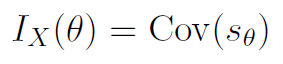 I_X(θ) = Cov(s_θ)